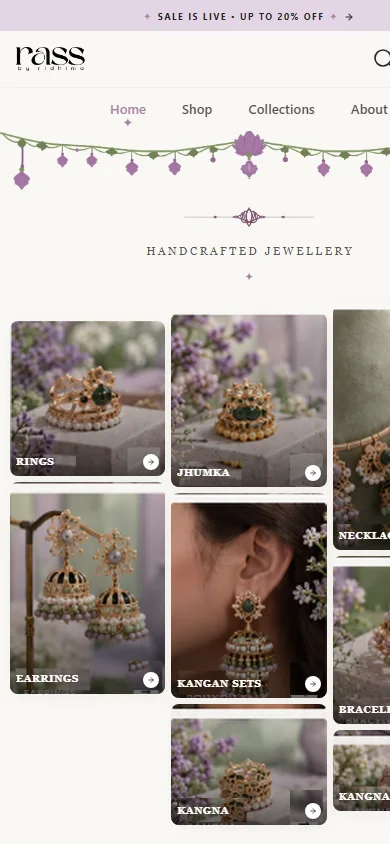 SALE IS LIVE • UP TO 20% OFF
rass
by ridhima
Home Shop Collections About
HANDCRAFTED JEWELLERY
RINGS
JHUMKA
NECKLAC
EARRINGS
KANGAN SETS
BRACEL
KANGNA
KANGNA